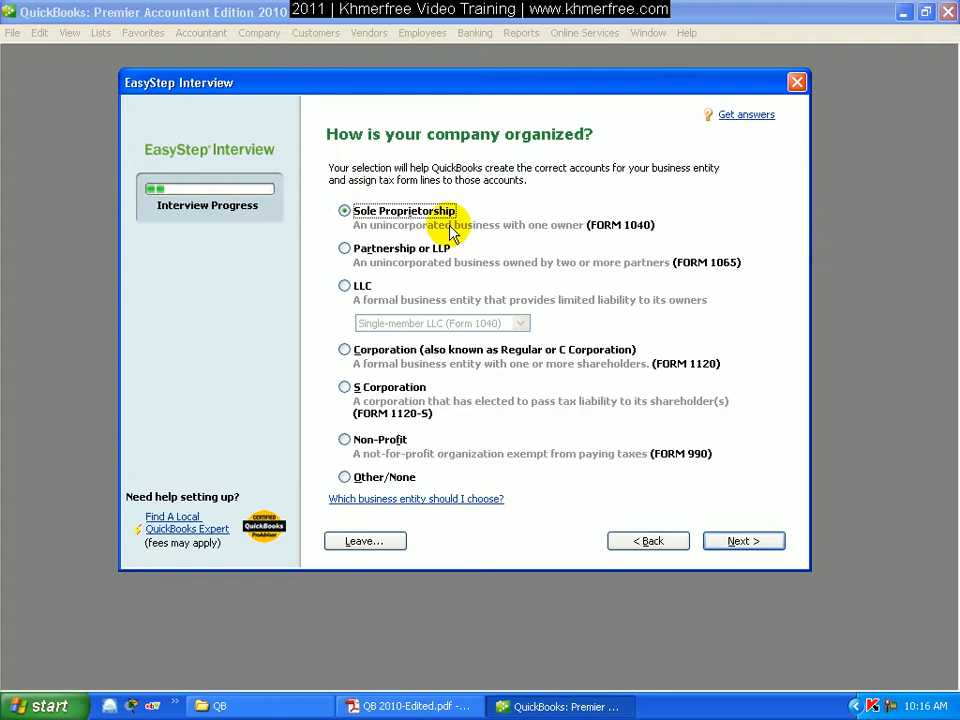 QuickBooks: Premier Accountant Edition 2010
2011 | Khmerfree Video Training | www.khmerfree.com
File Edit View Lists Favorites Accountant Company Customers Vendors Employees Banking Reports Online Services Window Help
EasyStep Interview
Get answers
EasyStep® Interview
Interview Progress
How is your company organized?
Your selection will help QuickBooks create the correct accounts for your business entity
and assign tax form lines to those accounts.
Sole Proprietorship
An unincorporated business with one owner (FORM 1040)
Partnership or LLP
An unincorporated business owned by two or more partners (FORM 1065)
LLC
A formal business entity that provides limited liability to its owners
Single-member LLC (Form 1040)
Corporation (also known as Regular or C Corporation)
A formal business entity with one or more shareholders. (FORM 1120)
S Corporation
A corporation that has elected to pass tax liability to its shareholder(s)
(FORM 1120-S)
Non-Profit
A not-for-profit organization exempt from paying taxes (FORM 990)
Other/None
Which business entity should I choose?
Need help setting up?
Find A Local
QuickBooks Expert
(fees may apply)
CERTIFIED
QuickBooks
ProAdvisor
Leave...
< Back
Next >
start
QB
QB 2010-Edited.pdf -...
QuickBooks: Premier ...
10:16 AM